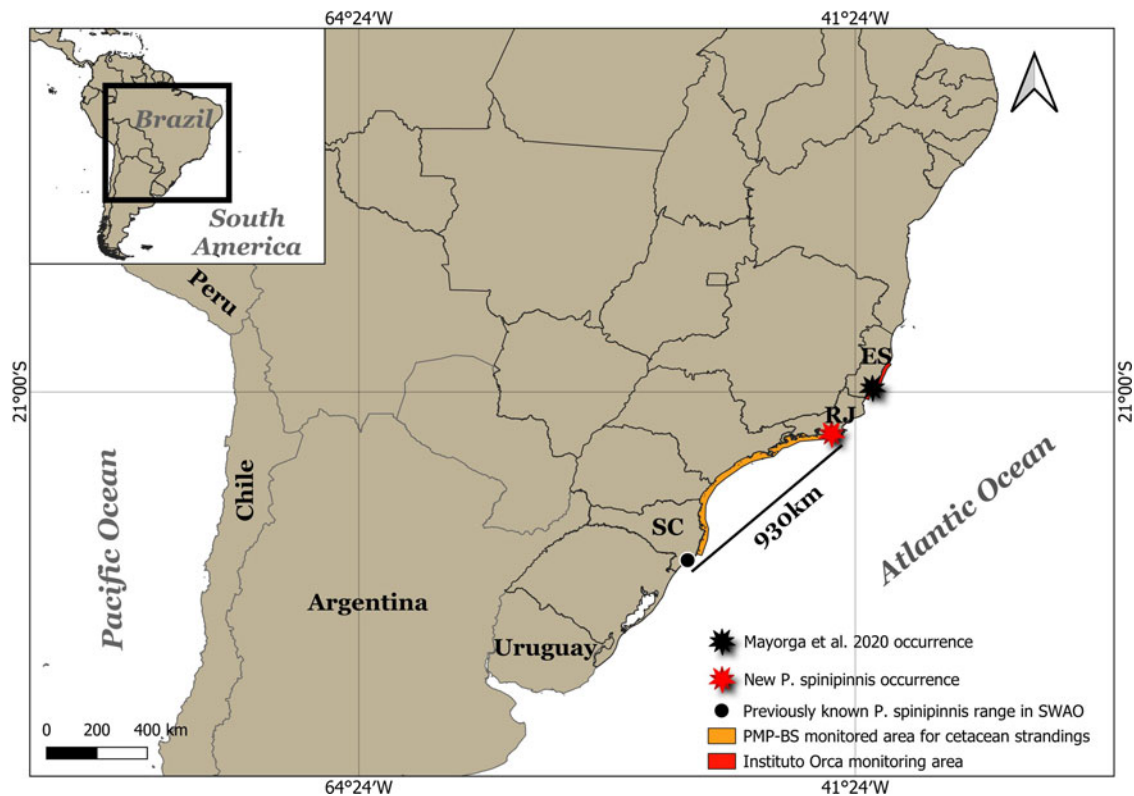 64°24'W
41°24'W
Brazil
South
America
Peru
ES
21°00'S
21°00'S
RJ
Pacific Ocean
Chile
930km
Atlantic Ocean
SC
Argentina
Uruguay
Mayorga et al. 2020 occurrence
New P. spinipinnis occurrence
Previously known P. spinipinnis range in SWAO
PMP-BS monitored area for cetacean strandings
Instituto Orca monitoring area
0 200 400 km
64°24'W
41°24'W